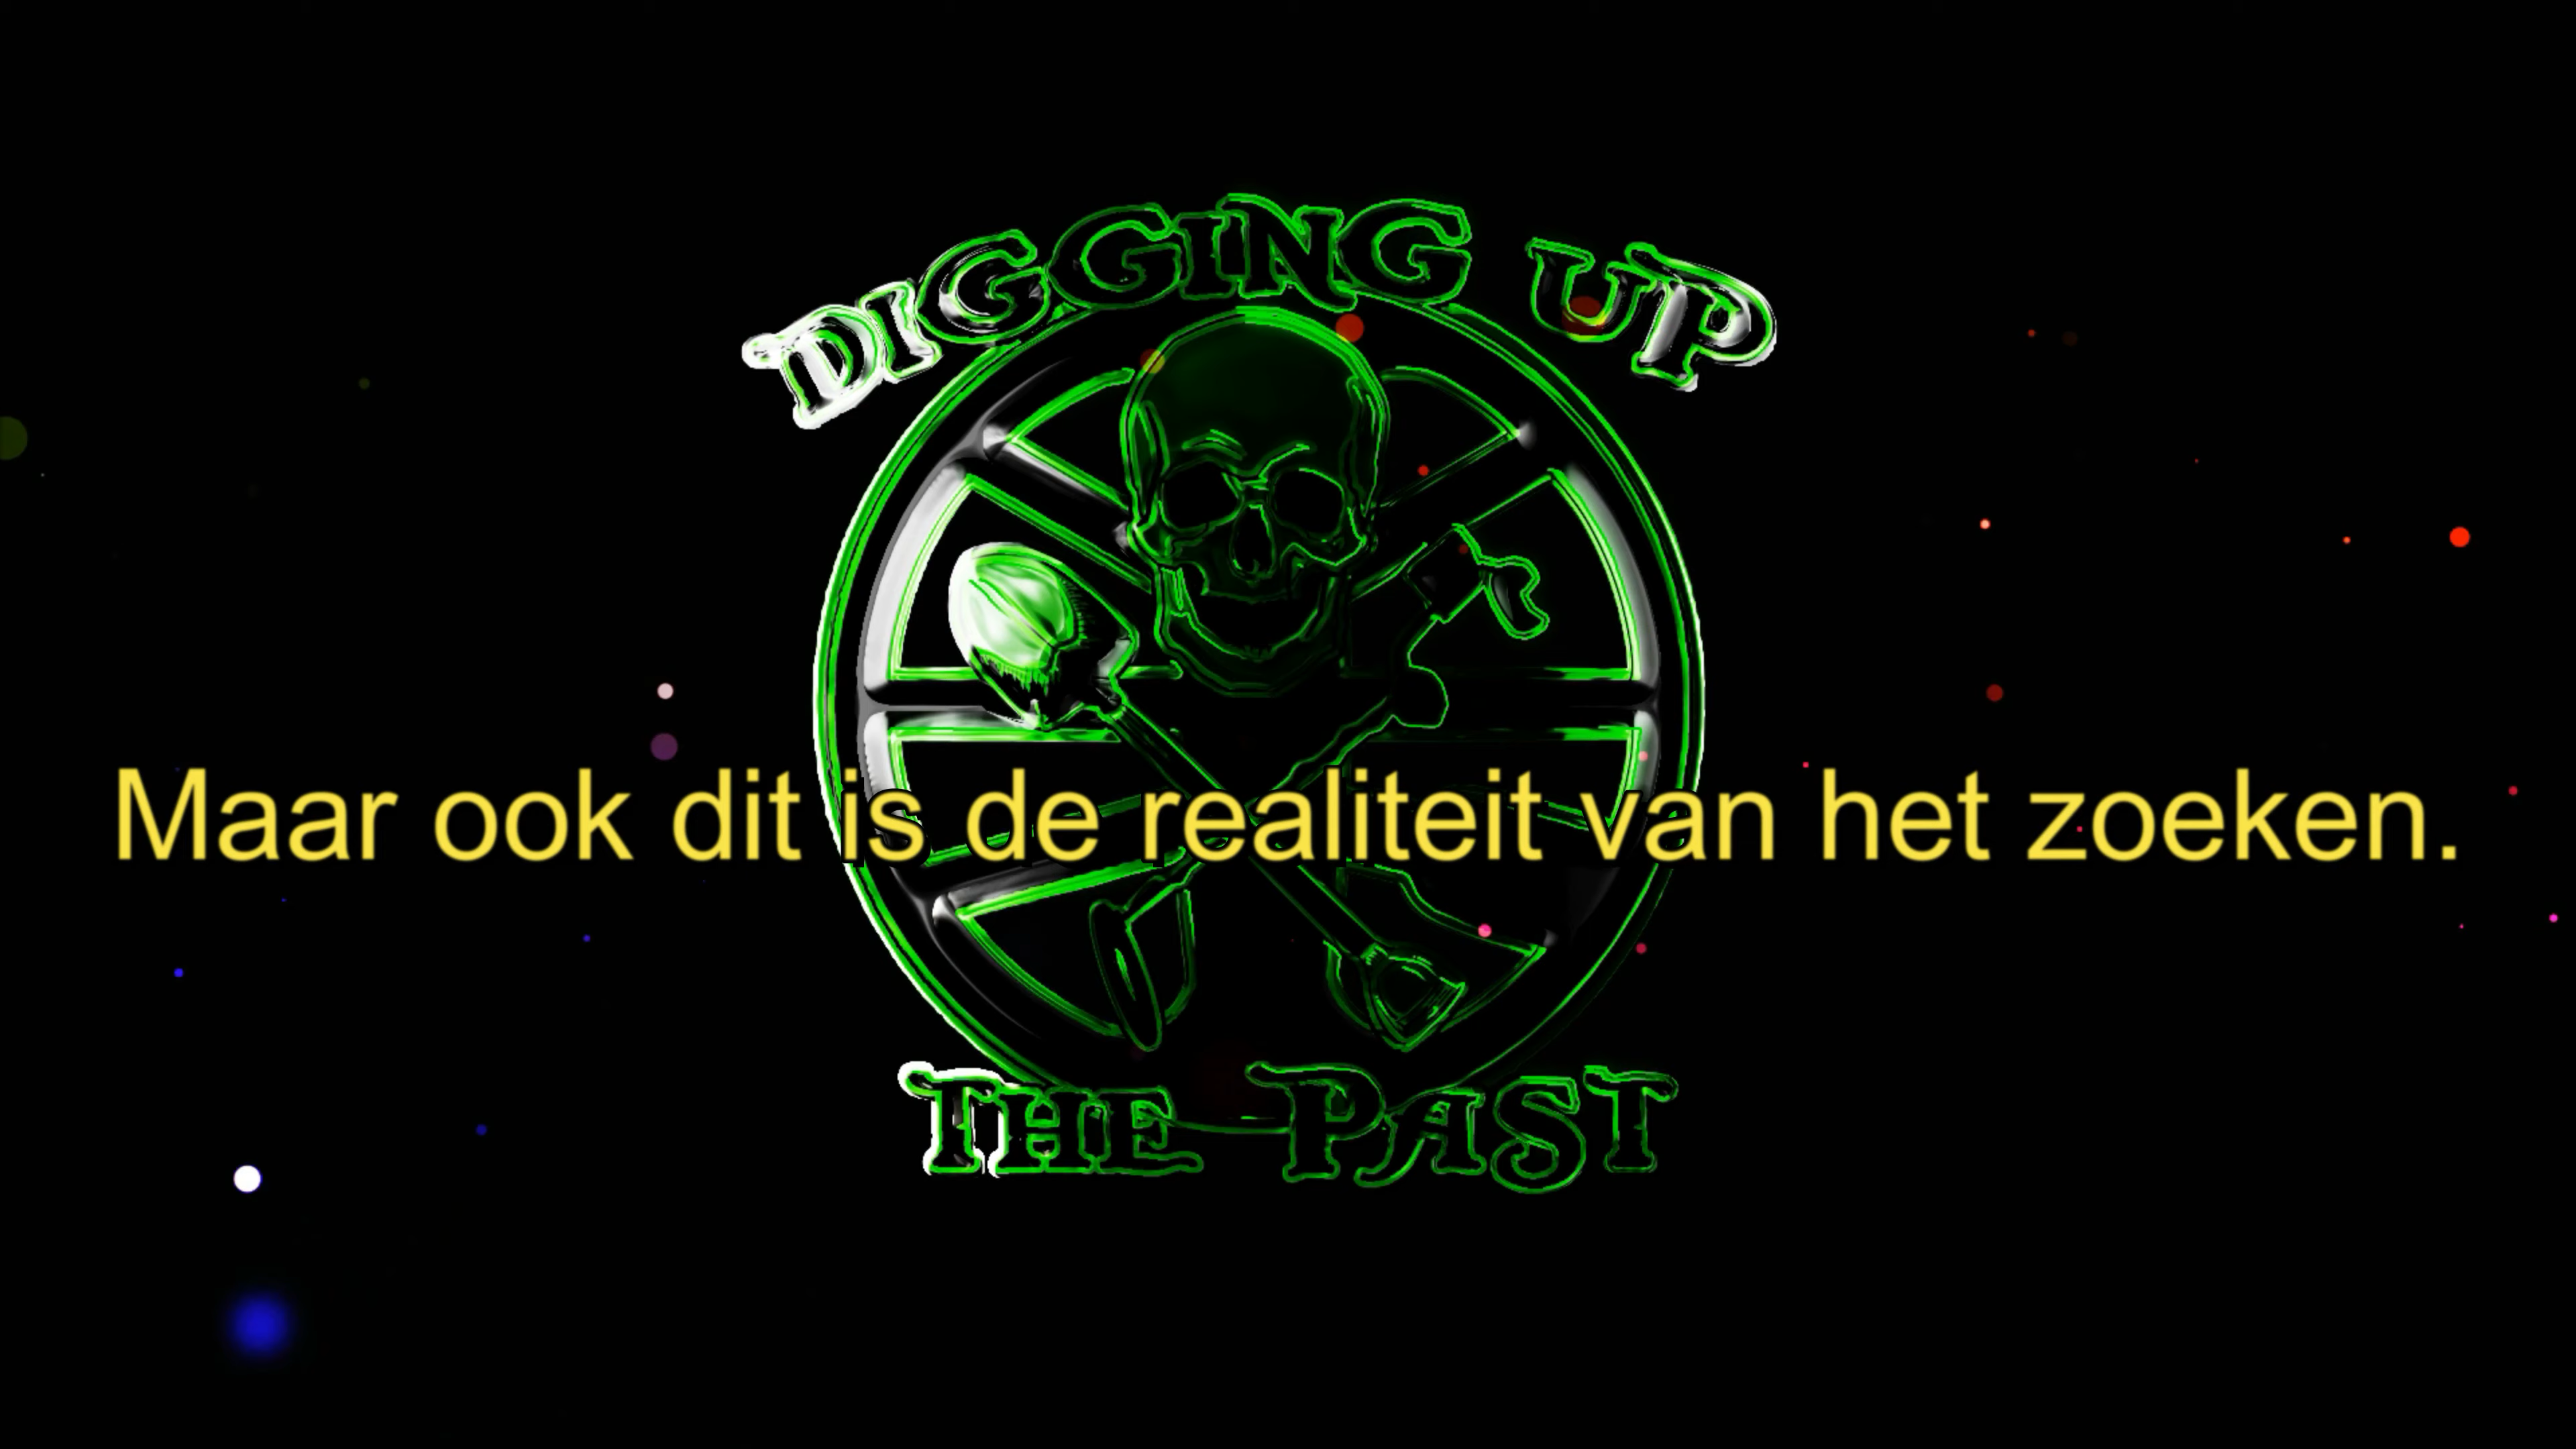 DIGGING UP
Maar ook dit is de realiteit van het zoeken.
THE PAST